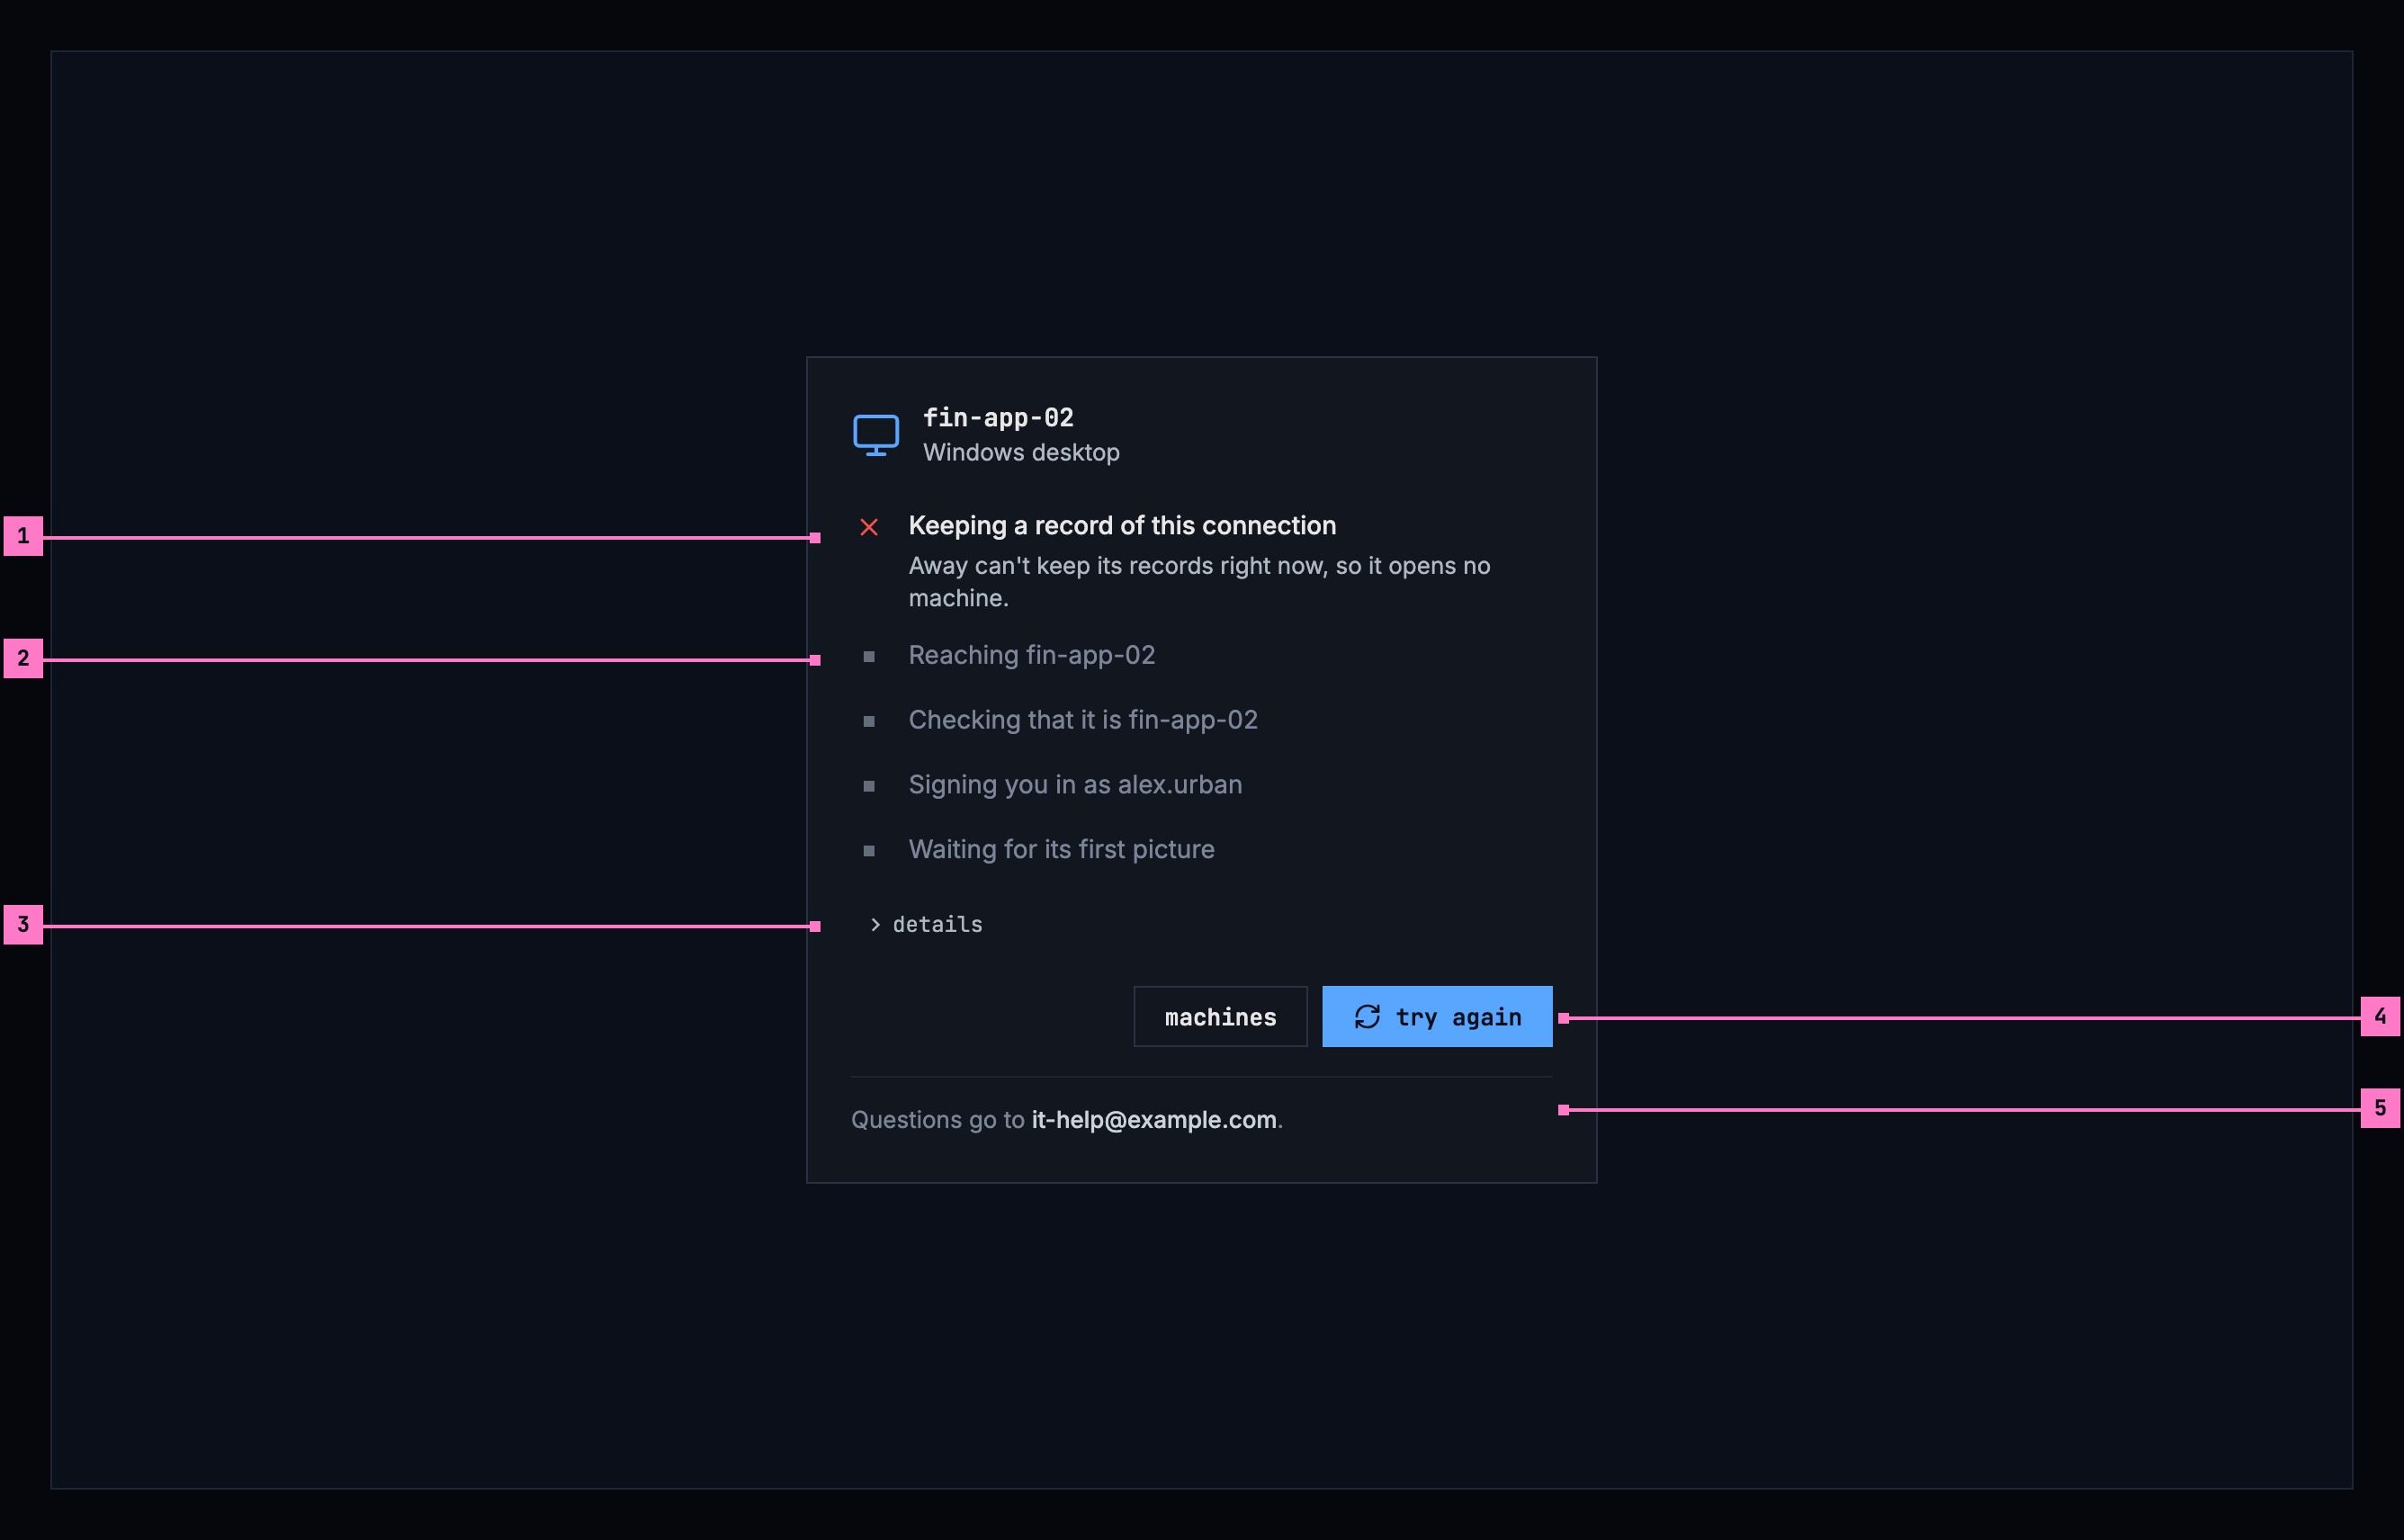 fin-app-02
Windows desktop
1
Keeping a record of this connection
Away can't keep its records right now, so it opens no
machine.
2
Reaching fin-app-02
Checking that it is fin-app-02
Signing you in as alex.urban
Waiting for its first picture
3
details
machines
try again
4
5
Questions go to it-help@example.com.